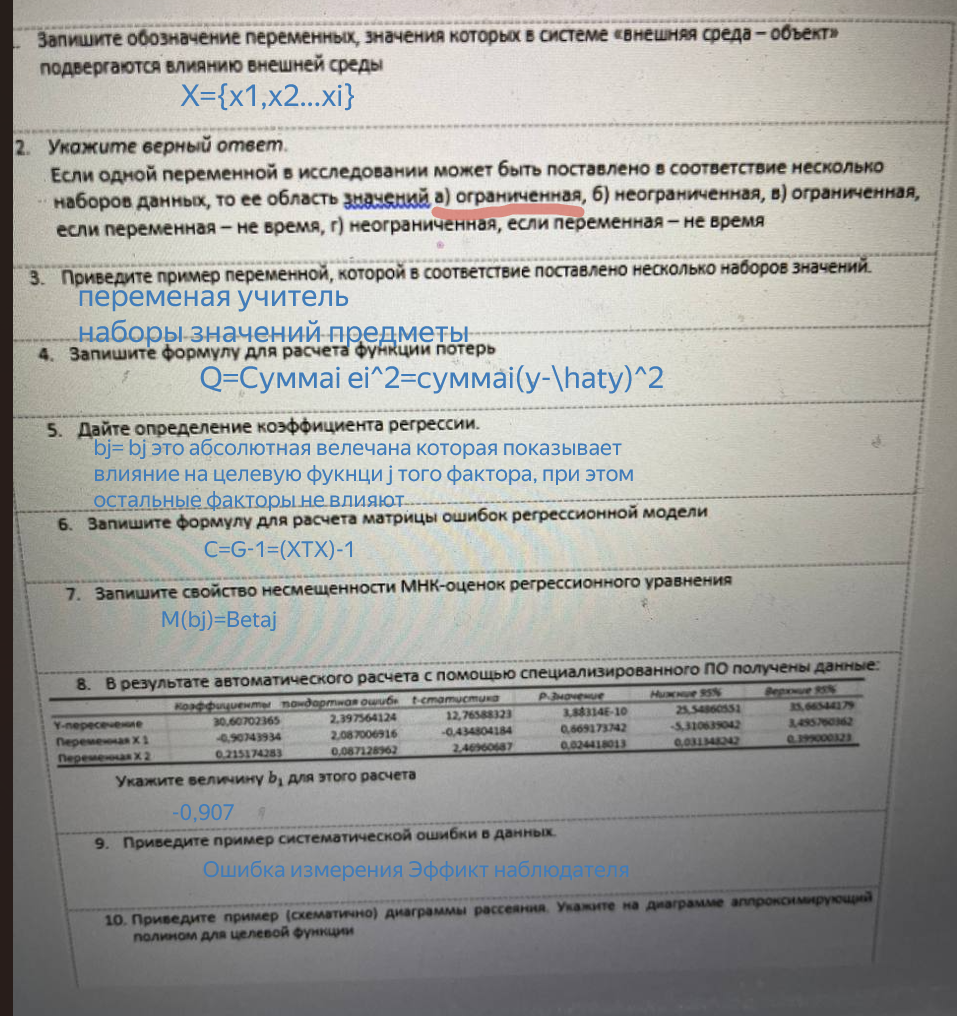 . Запишите обозначение переменных, значения которых в системе «внешняя среда – объект»
подвергаются влиянию внешней среды
X={x1,x2...xi}
2. Укажите верный ответ.
Если одной переменной в исследовании может быть поставлено в соответствие несколько
наборов данных, то ее область значений а) ограниченная, б) неограниченная, в) ограниченная,
если переменная – не время, г) неограниченная, если переменная – не время
3. Приведите пример переменной, которой в соответствие поставлено несколько наборов значений.
переменая учитель
наборы значений предметы
4. Запишите формулу для расчета функции потерь
Q=Суммаi ei^2=суммаi(y-\haty)^2
5. Дайте определение коэффициента регрессии.
bj= bj это абсолютная велечана которая показывает
влияние на целевую фукнци j того фактора, при этом
остальные факторы не влияют
6. Запишите формулу для расчета матрицы ошибок регрессионной модели
C=G-1=(XTX)-1
7. Запишите свойство несмещенности МНК-оценок регрессионного уравнения
M(bj)=Betaj
8. В результате автоматического расчета с помощью специализированного ПО получены данные:
Коэффициенты тандартная ошибк t-статистика P-Значение Нижние 95% Верхние 95%
Y-пересечение 30,60702365 2,397564124 12,76588323 3,88314E-10 25,54860551 35,66544179
Переменная X 1 -0,90743934 2,087006916 -0,434804184 0,669173742 -5,310639042 3,495760362
Переменная X 2 0,215174283 0,087128962 2,46960687 0,024418013 0,031348242 0,399000323
Укажите величину b1 для этого расчета
-0,907
9. Приведите пример систематической ошибки в данных.
Ошибка измерения Эффикт наблюдателя
10. Приведите пример (схематично) диаграммы рассеяния. Укажите на диаграмме аппроксимирующий
полином для целевой функции